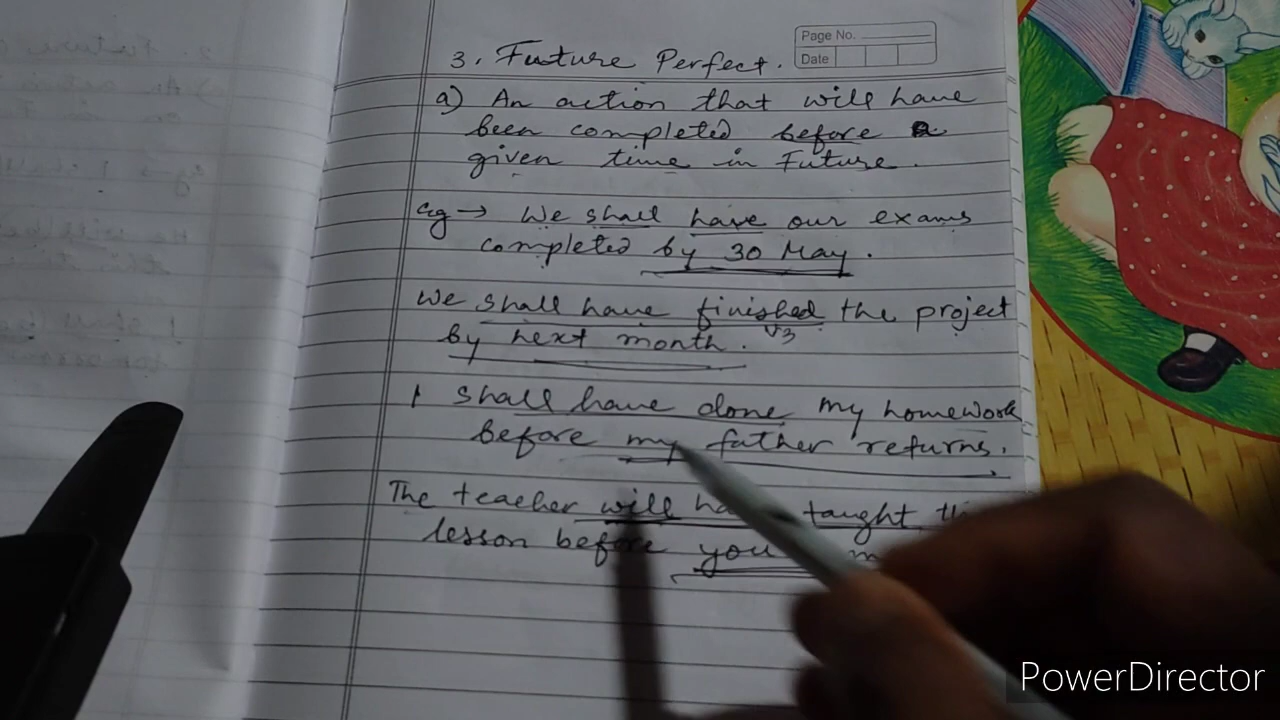 Page No.
Date
3. Future Perfect.
a) An action that will have
been completed before a
given time in Future.
eg → We shall have our exams
completed by 30 May.
We shall have finished the project
V3
by next month.
I shall have done my homework
before my father returns.
The teacher will taught
lesson before you
PowerDirector